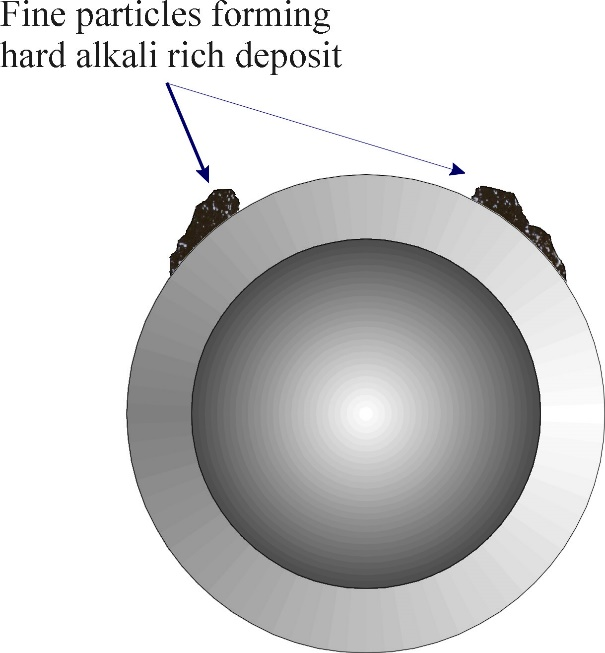 Fine particles forming
hard alkali rich deposit